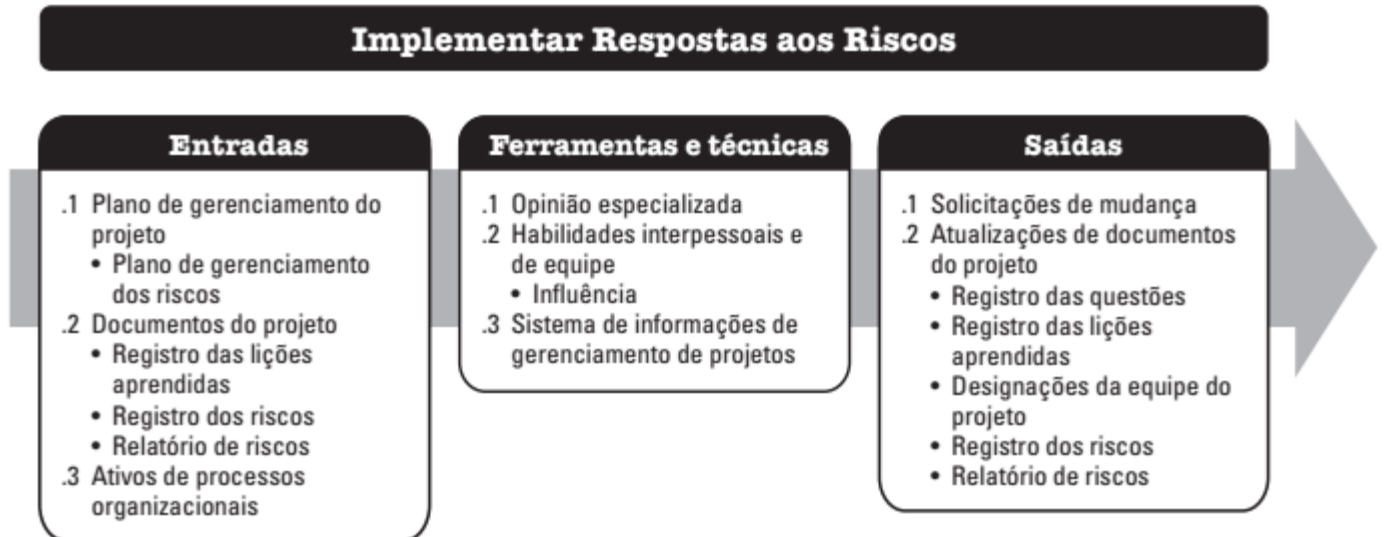 Implementar Respostas aos Riscos
Entradas
.1 Plano de gerenciamento do
projeto
• Plano de gerenciamento
dos riscos
.2 Documentos do projeto
• Registro das lições
aprendidas
• Registro dos riscos
• Relatório de riscos
.3 Ativos de processos
organizacionais
Ferramentas e técnicas
.1 Opinião especializada
.2 Habilidades interpessoais e
de equipe
• Influência
.3 Sistema de informações de
gerenciamento de projetos
Saídas
.1 Solicitações de mudança
.2 Atualizações de documentos
do projeto
• Registro das questões
• Registro das lições
aprendidas
• Designações da equipe do
projeto
• Registro dos riscos
• Relatório de riscos